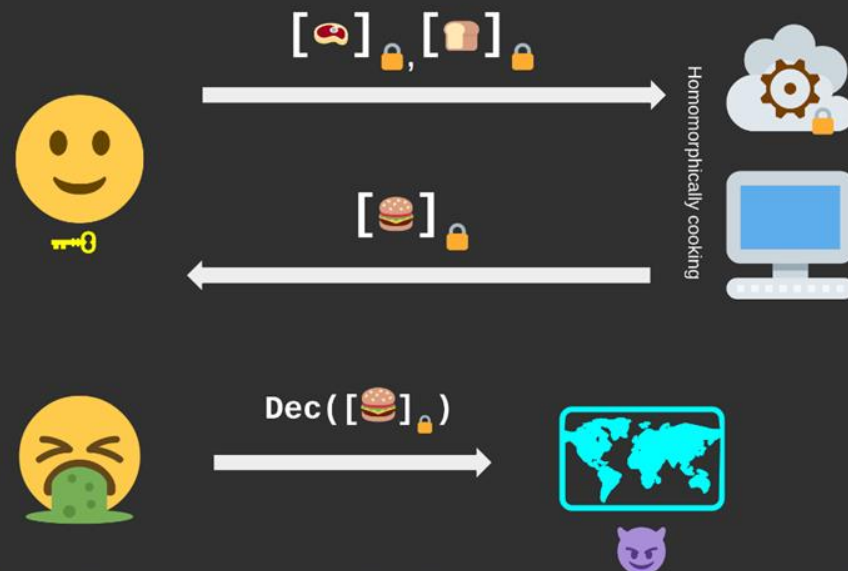 [🥩]🔒, [🍞]🔒
Homomorphically cooking
[🍔]🔒
Dec([🍔]🔒)